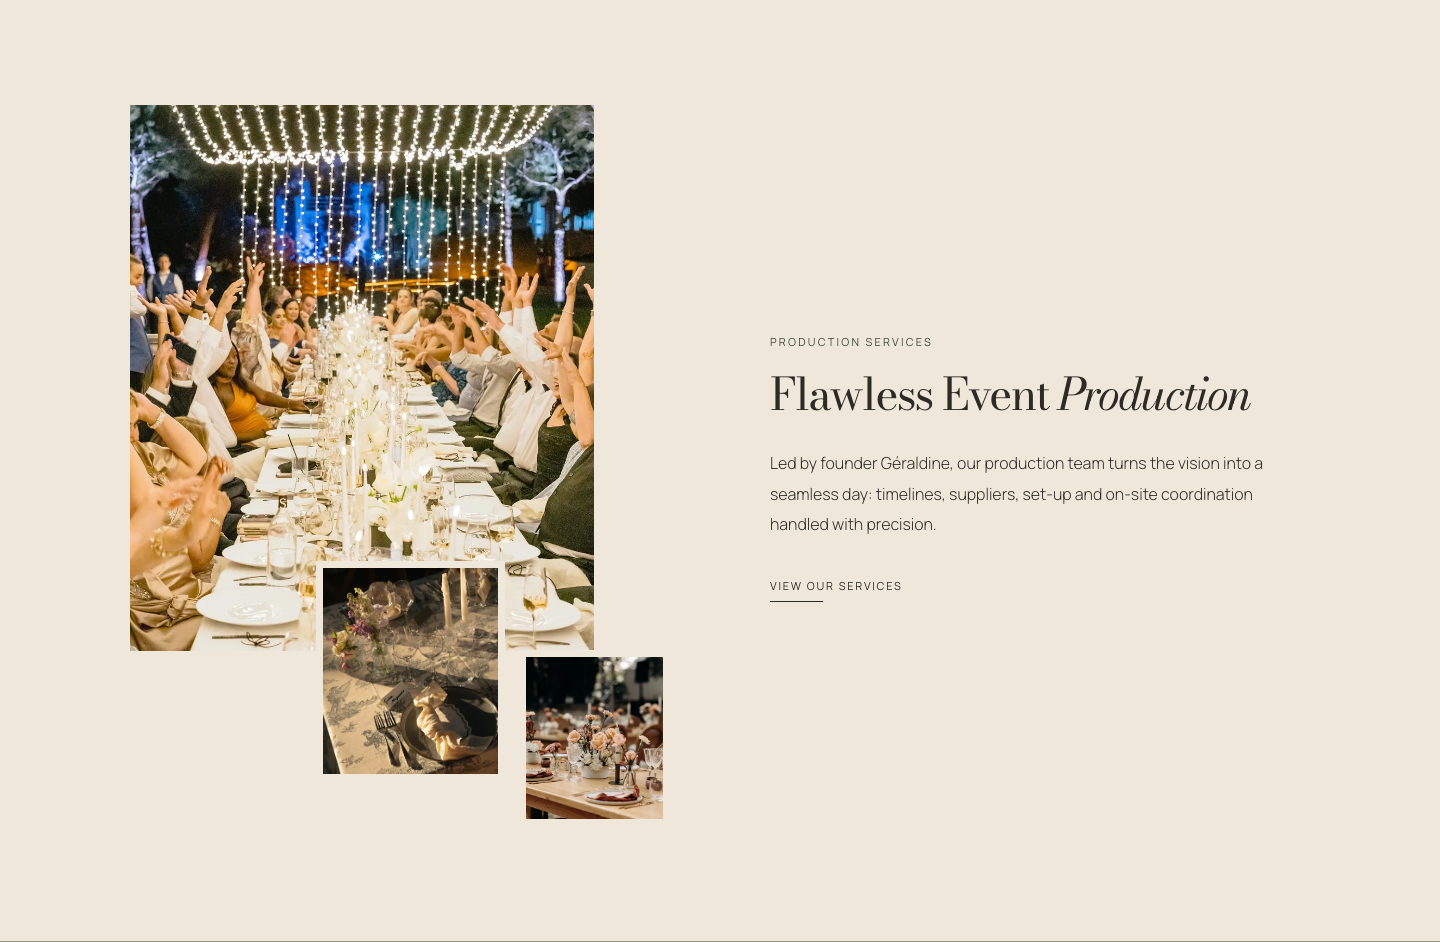 PRODUCTION SERVICES
Flawless Event Production
Led by founder Géraldine, our production team turns the vision into a
seamless day: timelines, suppliers, set-up and on-site coordination
handled with precision.
VIEW OUR SERVICES